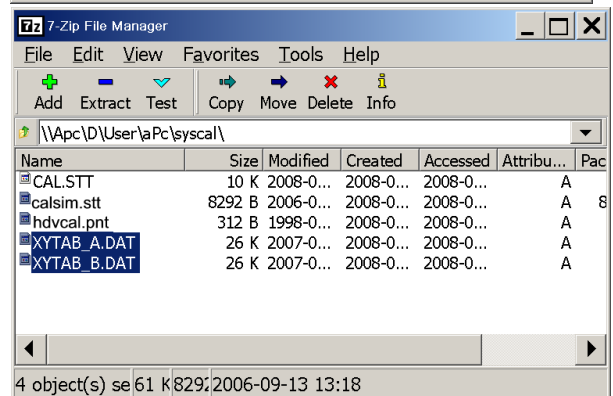 7z 7-Zip File Manager
File Edit View Favorites Tools Help
Add Extract Test Copy Move Delete Info
\\Apc\D\User\aPc\syscal\
Name Size Modified Created Accessed Attribu... Pac
CAL.STT 10 K 2008-0... 2008-0... 2008-0... A
calsim.stt 8292 B 2006-0... 2008-0... 2008-0... A 8
hdvcal.pnt 312 B 1998-0... 2008-0... 2008-0... A
XYTAB_A.DAT 26 K 2007-0... 2008-0... 2008-0... A
XYTAB_B.DAT 26 K 2007-0... 2008-0... 2008-0... A
4 object(s) se 61 K 8292 2006-09-13 13:18